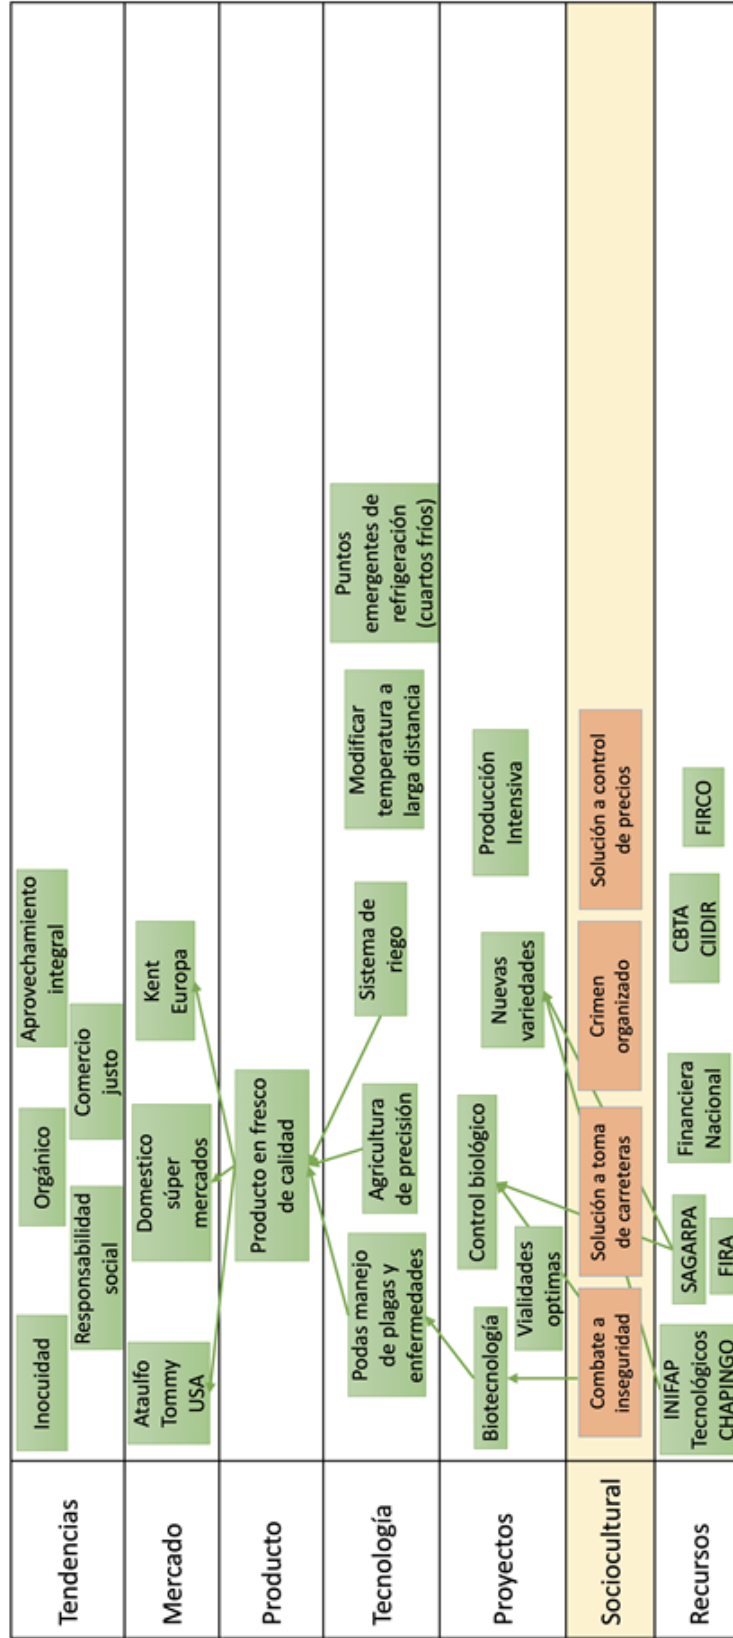 Tendencias
Inocuidad
Responsabilidad
social
Orgánico
Comercio
justo
Aprovechamiento
integral
Mercado
Ataulfo
Tommy
USA
Domestico
súper
mercados
Kent
Europa
Producto
Producto en fresco
de calidad
Tecnología
Podas manejo
de plagas y
enfermedades
Agricultura
de precisión
Sistema de
riego
Modificar
temperatura a
larga distancia
Puntos
emergentes de
refrigeración
(cuartos fríos)
Proyectos
Biotecnología
Vialidades
optimas
Control biológico
Nuevas
variedades
Producción
Intensiva
Sociocultural
Combate a
inseguridad
Solución a toma
de carreteras
Crimen
organizado
Solución a control
de precios
Recursos
INIFAP
Tecnológicos
CHAPINGO
SAGARPA
FIRA
Financiera
Nacional
CBTA
CIIDIR
FIRCO